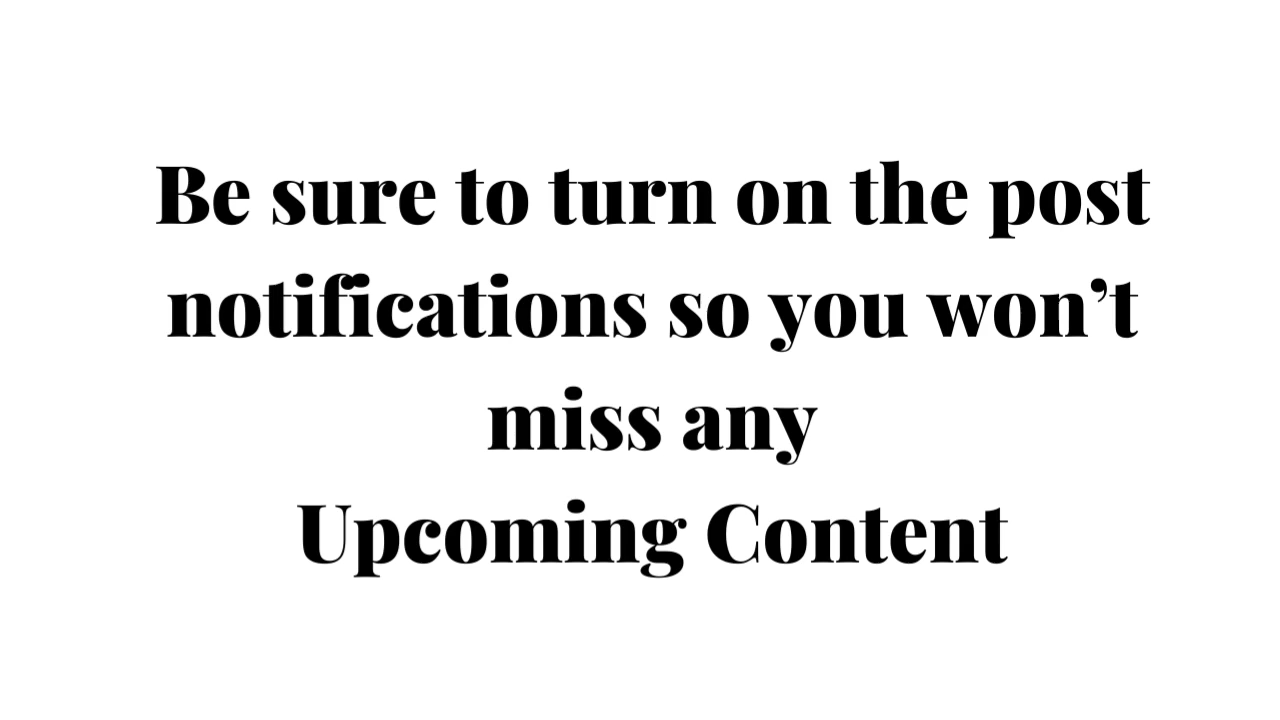 Be sure to turn on the post
notifications so you won’t
miss any
Upcoming Content